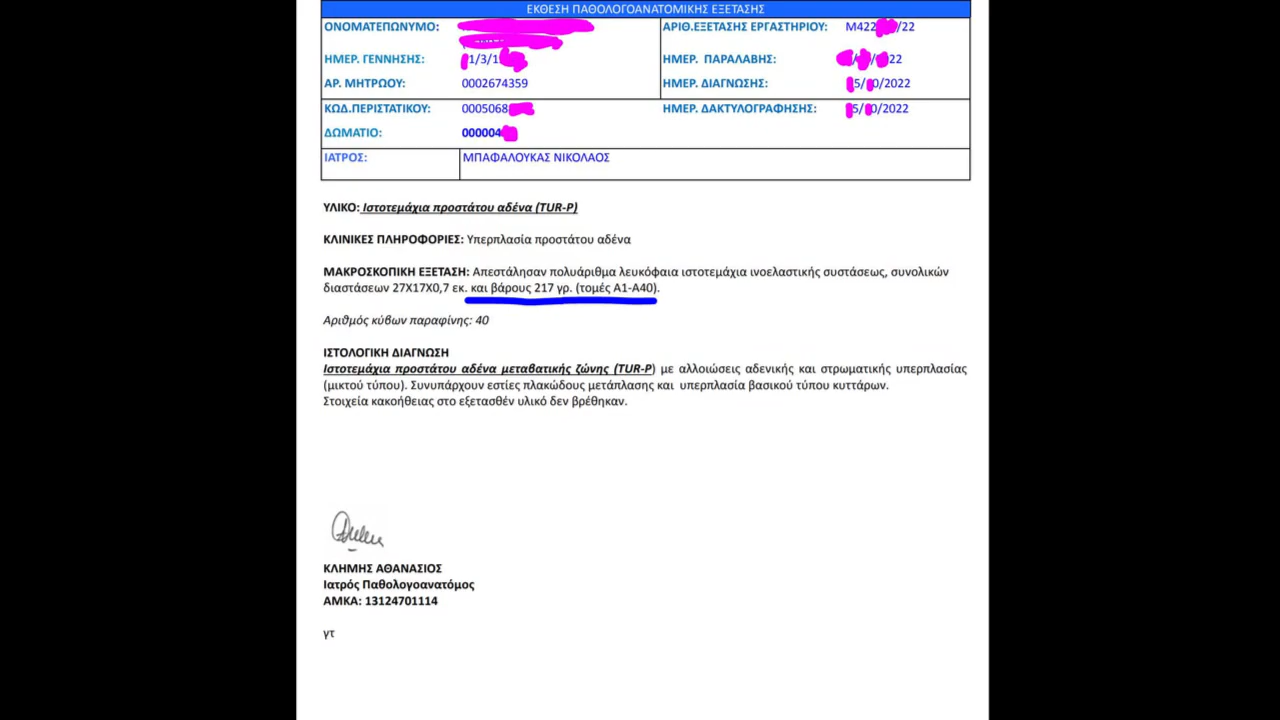 ΕΚΘΕΣΗ ΠΑΘΟΛΟΓΟΑΝΑΤΟΜΙΚΗΣ ΕΞΕΤΑΣΗΣ
ΟΝΟΜΑΤΕΠΩΝΥΜΟ: ΑΡΙΘ.ΕΞΕΤΑΣΗΣ ΕΡΓΑΣΤΗΡΙΟΥ: Μ422 /22
ΗΜΕΡ. ΓΕΝΝΗΣΗΣ: 1/3/1 ΗΜΕΡ. ΠΑΡΑΛΑΒΗΣ: 22
ΑΡ. ΜΗΤΡΩΟΥ: 0002674359 ΗΜΕΡ. ΔΙΑΓΝΩΣΗΣ: 5/ 0/2022
ΚΩΔ.ΠΕΡΙΣΤΑΤΙΚΟΥ: 0005068 ΗΜΕΡ. ΔΑΚΤΥΛΟΓΡΑΦΗΣΗΣ: 5/ 0/2022
ΔΩΜΑΤΙΟ: 000004
ΙΑΤΡΟΣ: ΜΠΑΦΑΛΟΥΚΑΣ ΝΙΚΟΛΑΟΣ
ΥΛΙΚΟ: Ιστοτεμάχια προστάτου αδένα (TUR-P)
ΚΛΙΝΙΚΕΣ ΠΛΗΡΟΦΟΡΙΕΣ: Υπερπλασία προστάτου αδένα
ΜΑΚΡΟΣΚΟΠΙΚΗ ΕΞΕΤΑΣΗ: Απεστάλησαν πολυάριθμα λευκόφαια ιστοτεμάχια ινοελαστικής συστάσεως, συνολικών
διαστάσεων 27Χ17Χ0,7 εκ. και βάρους 217 γρ. (τομές Α1-Α40).
Αριθμός κύβων παραφίνης: 40
ΙΣΤΟΛΟΓΙΚΗ ΔΙΑΓΝΩΣΗ
Ιστοτεμάχια προστάτου αδένα μεταβατικής ζώνης (TUR-P) με αλλοιώσεις αδενικής και στρωματικής υπερπλασίας
(μικτού τύπου). Συνυπάρχουν εστίες πλακώδους μετάπλασης και υπερπλασία βασικού τύπου κυττάρων.
Στοιχεία κακοήθειας στο εξετασθέν υλικό δεν βρέθηκαν.
ΚΛΗΜΗΣ ΑΘΑΝΑΣΙΟΣ
Ιατρός Παθολογοανατόμος
ΑΜΚΑ: 13124701114
γτ